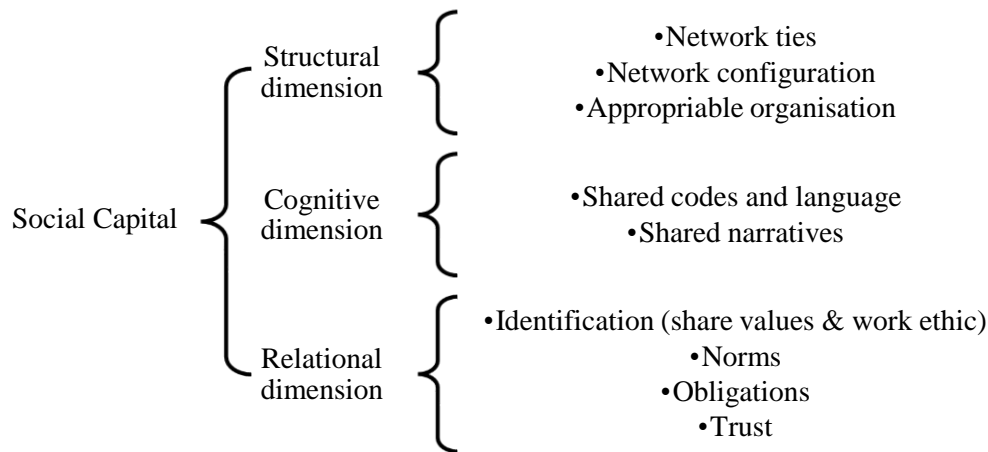 Social Capital
Structural
dimension
•Network ties
•Network configuration
•Appropriable organisation
Cognitive
dimension
•Shared codes and language
•Shared narratives
Relational
dimension
•Identification (share values & work ethic)
•Norms
•Obligations
•Trust